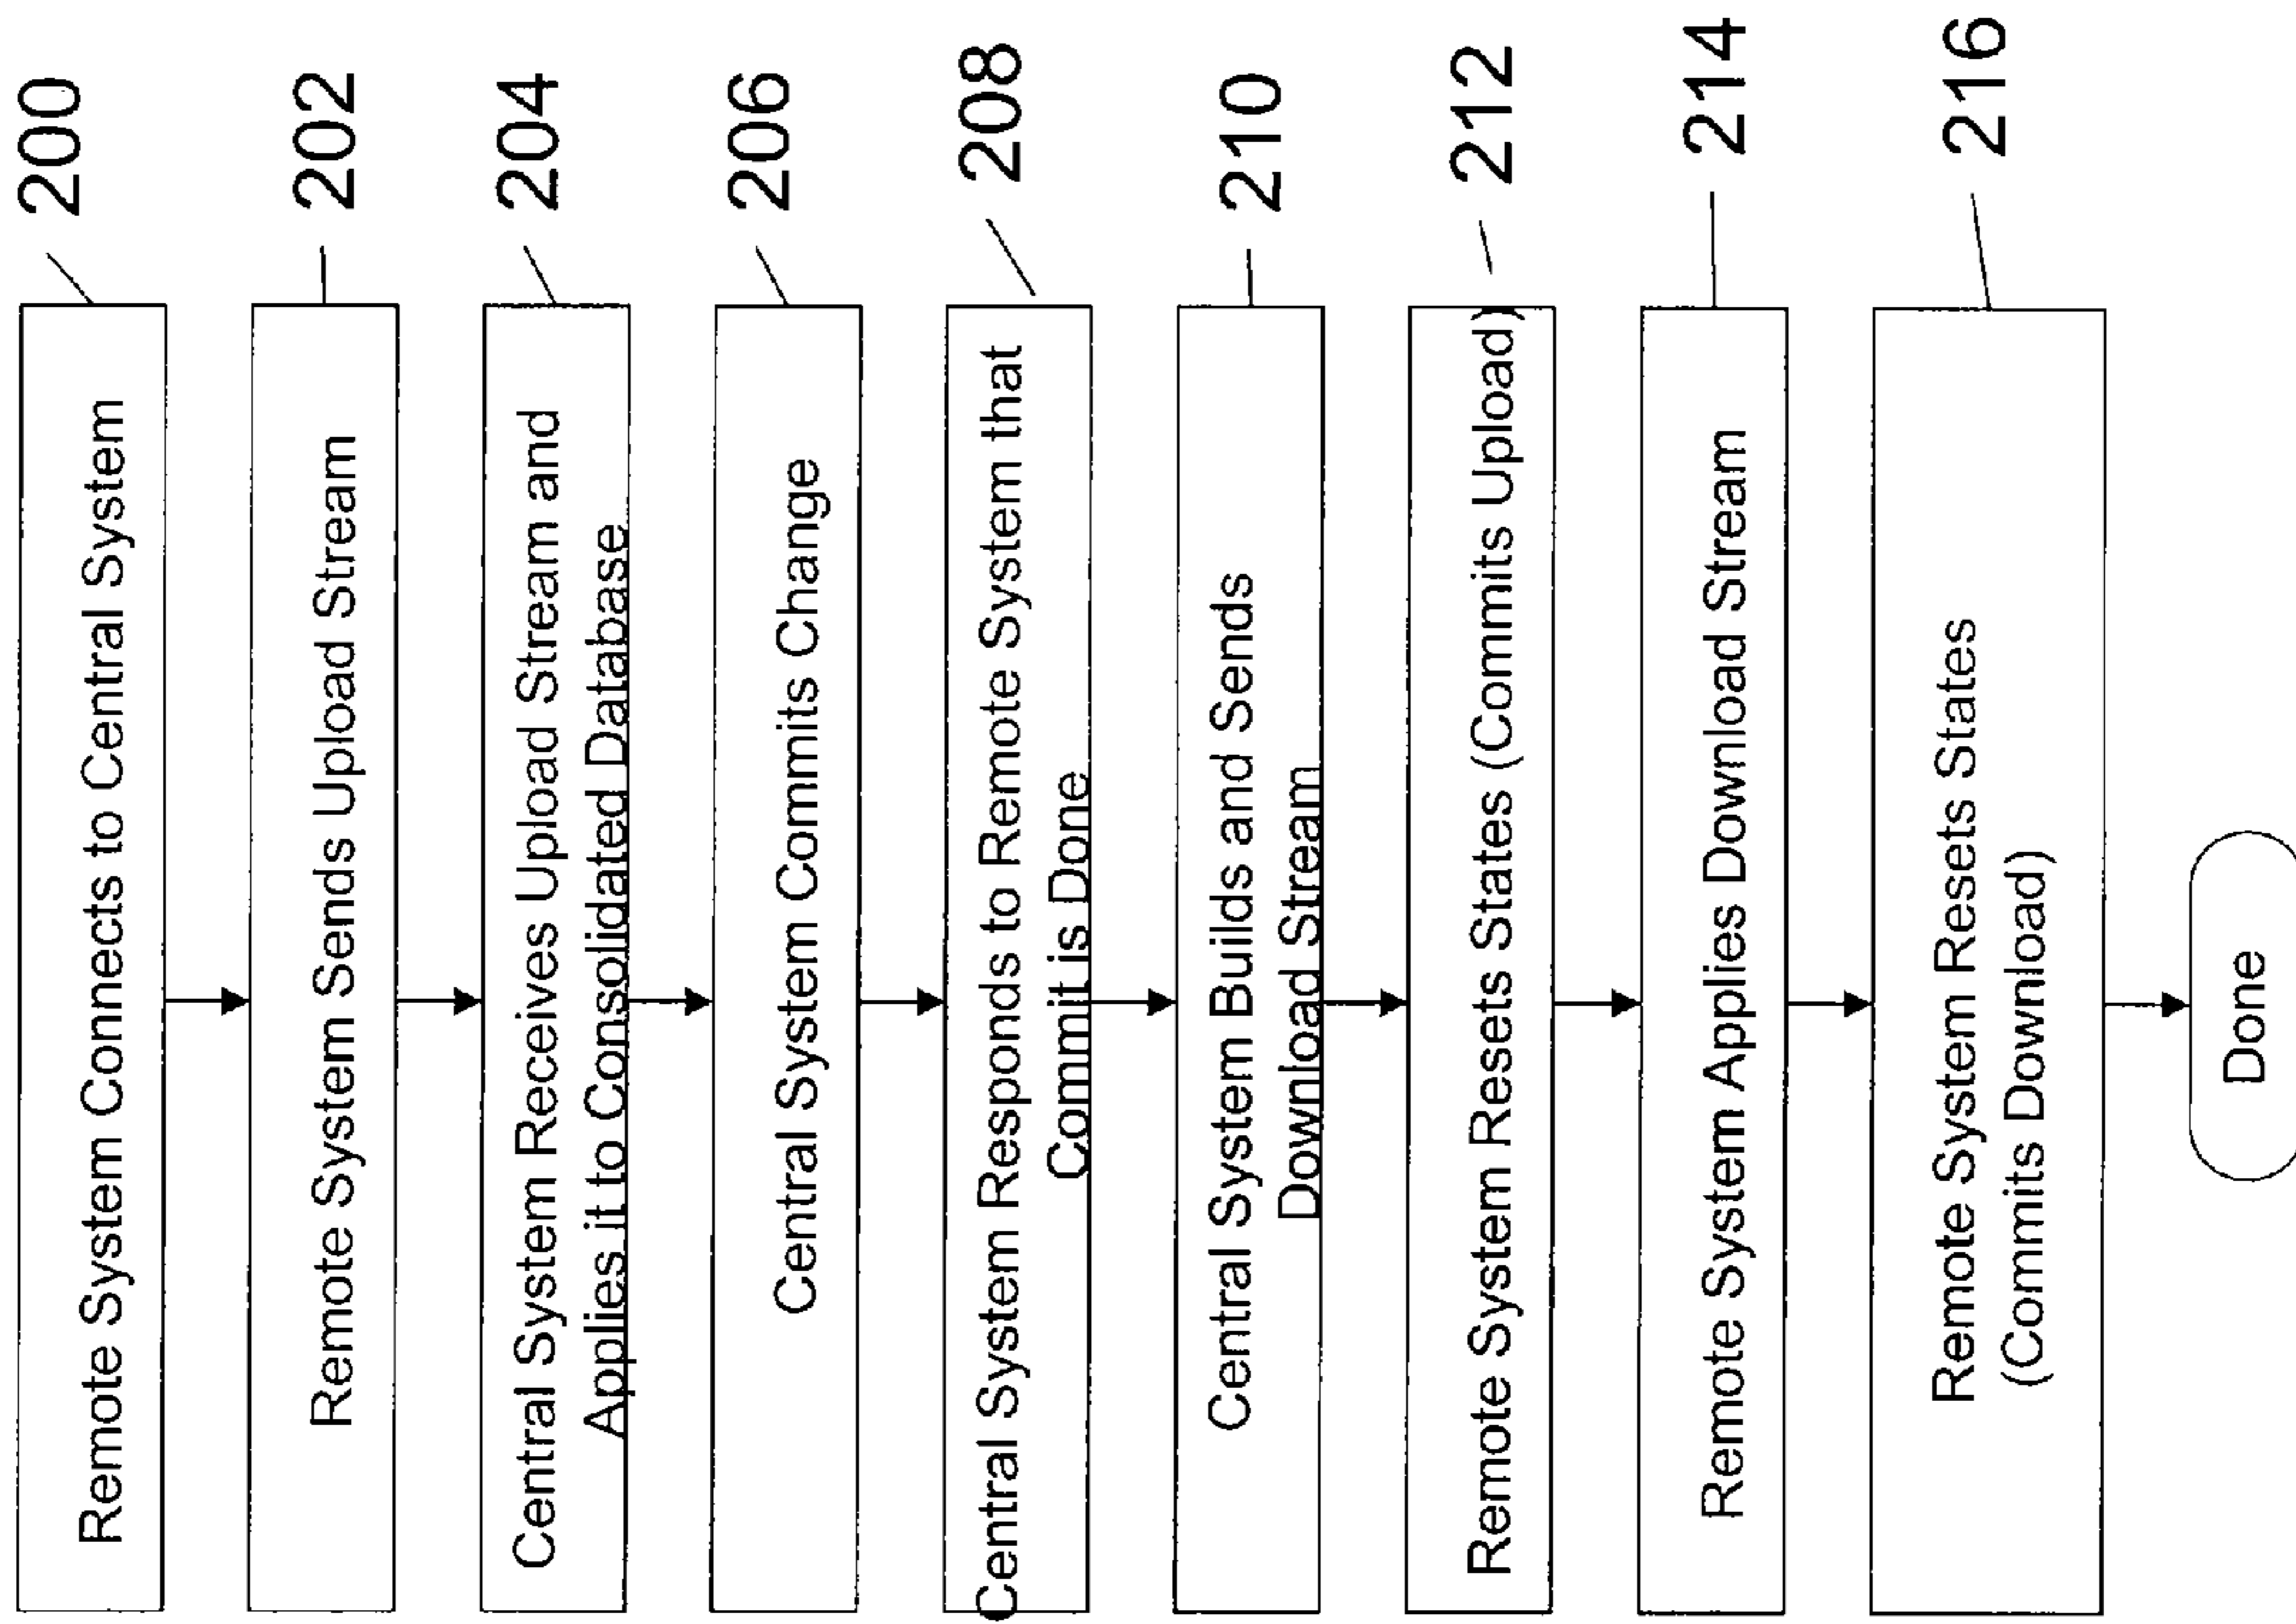 Remote System Connects to Central System
200
Remote System Sends Upload Stream
202
Central System Receives Upload Stream and
Applies it to Consolidated Database
204
Central System Commits Change
206
Central System Responds to Remote System that
Commit is Done
208
Central System Builds and Sends
Download Stream
210
Remote System Resets States (Commits Upload)
212
Remote System Applies Download Stream
214
Remote System Resets States
(Commits Download)
216
Done